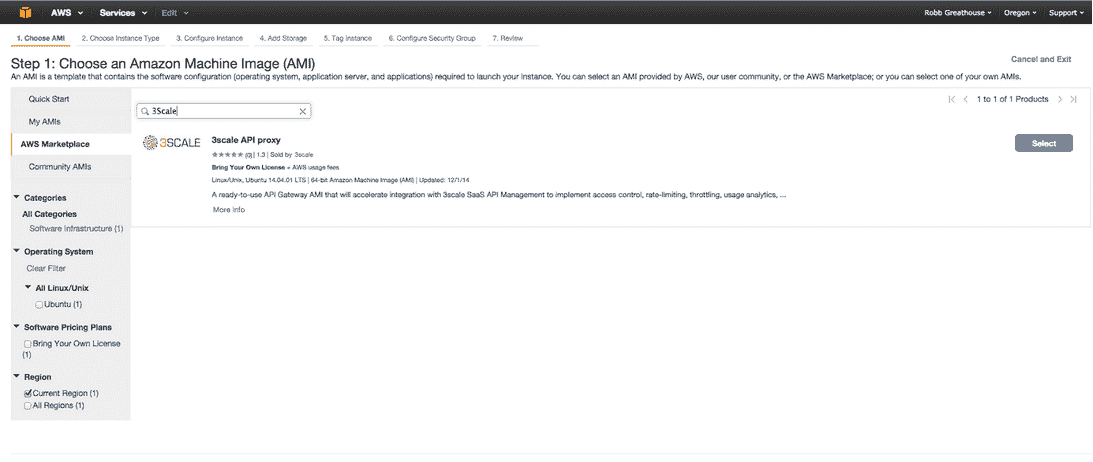 AWS Services Edit Robb Greathouse Oregon Support
1. Choose AMI 2. Choose Instance Type 3. Configure Instance 4. Add Storage 5. Tag Instance 6. Configure Security Group 7. Review
Step 1: Choose an Amazon Machine Image (AMI)
Cancel and Exit
An AMI is a template that contains the software configuration (operating system, application server, and applications) required to launch your instance. You can select an AMI provided by AWS, our user community, or the AWS Marketplace; or you can select one of your own AMIs.
Quick Start
My AMIs
AWS Marketplace
Community AMIs
Categories
All Categories
Software Infrastructure (1)
Operating System
Clear Filter
All Linux/Unix
Ubuntu (1)
Software Pricing Plans
Bring Your Own License
(1)
Region
Current Region (1)
All Regions (1)
3Scale
1 to 1 of 1 Products
3SCALE
3scale API proxy
(0) | 1.3 | Sold by 3scale
Bring Your Own License + AWS usage fees
Linux/Unix, Ubuntu 14.04.01 LTS | 64-bit Amazon Machine Image (AMI) | Updated: 12/1/14
A ready-to-use API Gateway AMI that will accelerate integration with 3scale SaaS API Management to implement access control, rate-limiting, throttling, usage analytics, ...
More info
Select